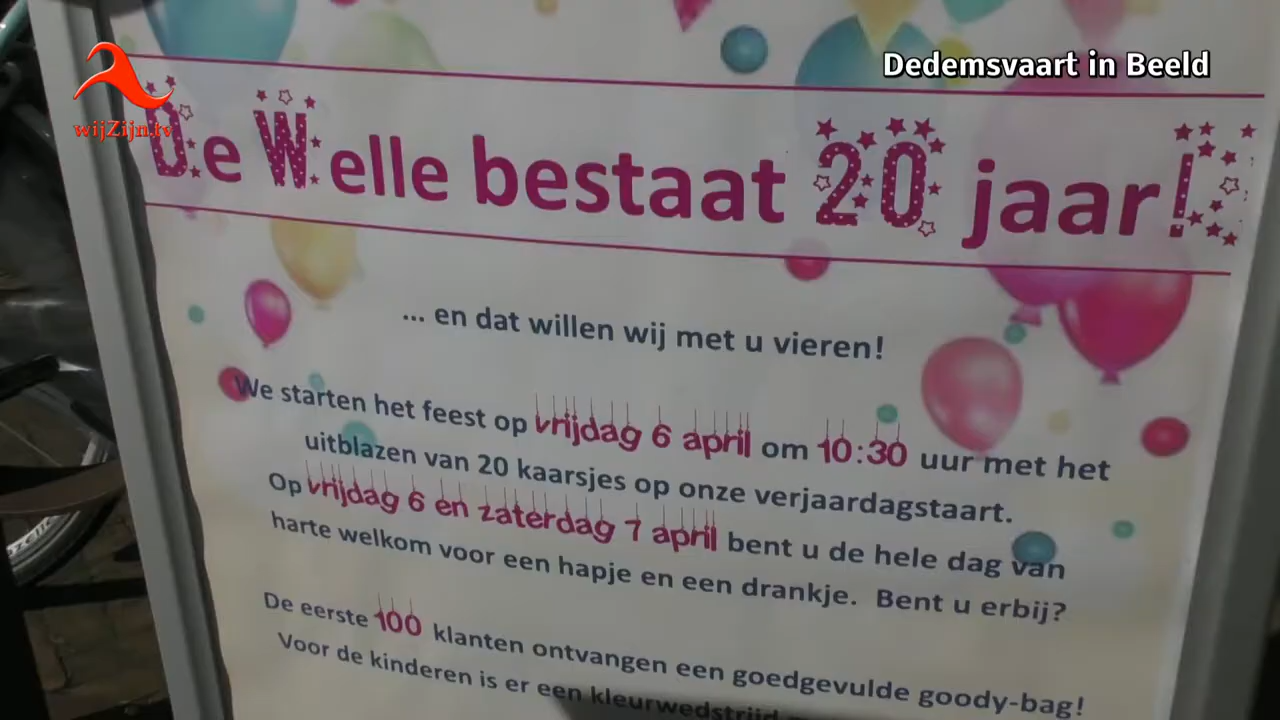 Dedemsvaart in Beeld
wijZijn.tv
De Welle bestaat 20 jaar!
... en dat willen wij met u vieren!
We starten het feest op vrijdag 6 april om 10:30 uur met het
uitblazen van 20 kaarsjes op onze verjaardagstaart.
Op vrijdag 6 en zaterdag 7 april bent u de hele dag van
harte welkom voor een hapje en een drankje. Bent u erbij?
De eerste 100 klanten ontvangen een goedgevulde goody-bag!
Voor de kinderen is er een kleurwedstrijd